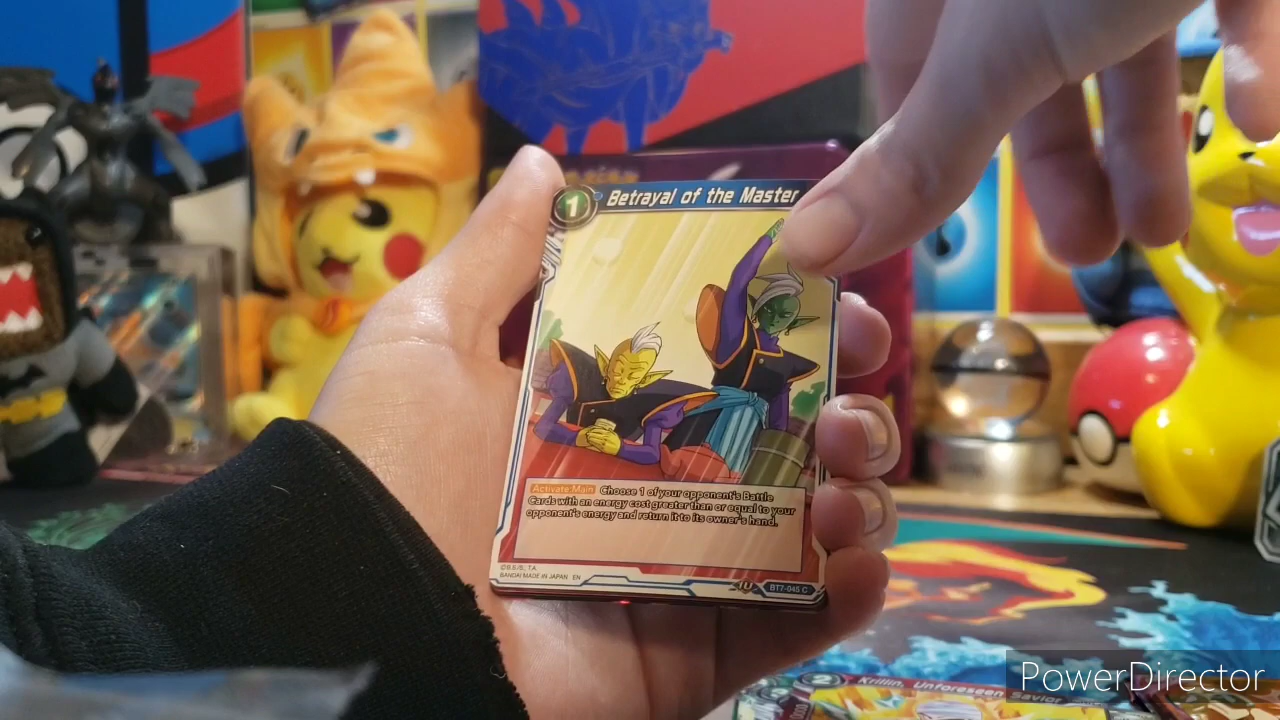 1 Betrayal of the Master
Activate:Main Choose 1 of your opponent's Battle
Cards with an energy cost greater than or equal to your
opponent's energy and return it to its owner's hand.
©B.S/S., T.A.
BANDAI MADE IN JAPAN EN
1U BT7-045 C
2 Krillin, Unforeseen Savior
PowerDirector